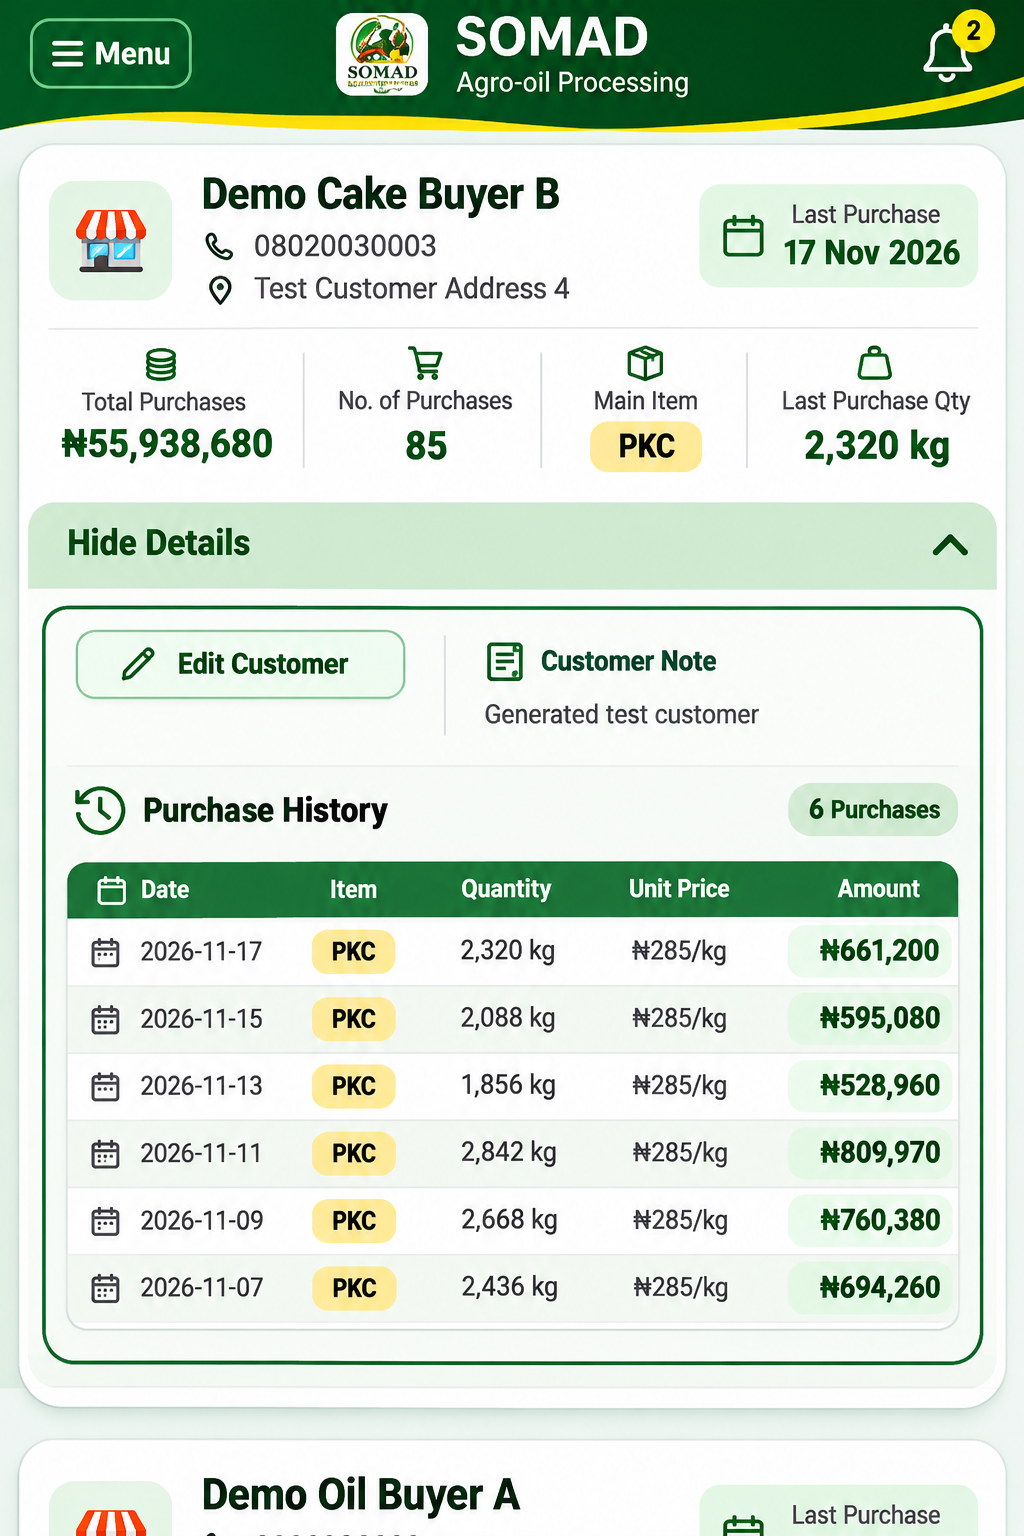 Menu
SOMAD
SOMAD
Agro-oil Processing
2
Demo Cake Buyer B
08020030003
Test Customer Address 4
Last Purchase
17 Nov 2026
Total Purchases
₦55,938,680
No. of Purchases
85
Main Item
PKC
Last Purchase Qty
2,320 kg
Hide Details
Edit Customer
Customer Note
Generated test customer
Purchase History
6 Purchases
Date Item Quantity Unit Price Amount
2026-11-17 PKC 2,320 kg ₦285/kg ₦661,200
2026-11-15 PKC 2,088 kg ₦285/kg ₦595,080
2026-11-13 PKC 1,856 kg ₦285/kg ₦528,960
2026-11-11 PKC 2,842 kg ₦285/kg ₦809,970
2026-11-09 PKC 2,668 kg ₦285/kg ₦760,380
2026-11-07 PKC 2,436 kg ₦285/kg ₦694,260
Demo Oil Buyer A
Last Purchase